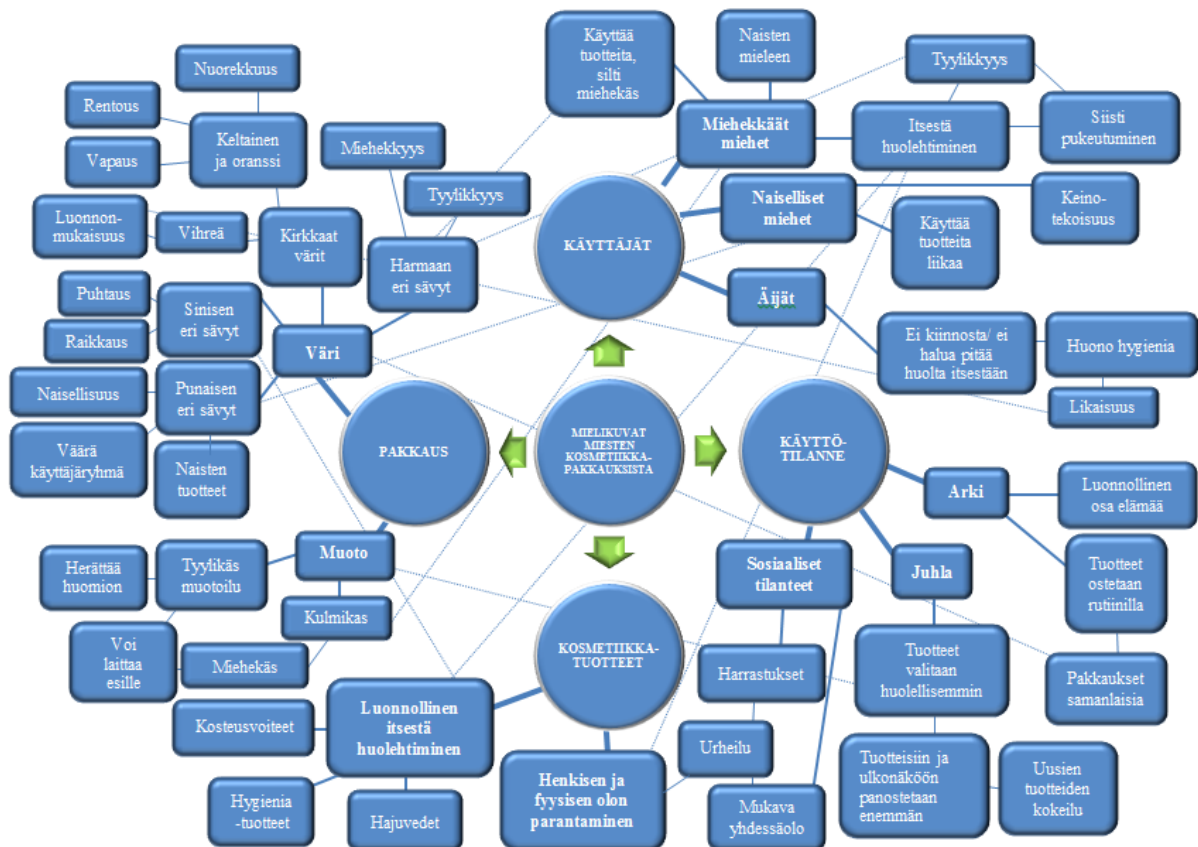 Nuorekkuus
Rentous
Keltainen
ja oranssi
Vapaus
Luonnon-
mukaisuus
Vihreä
Kirkkaat
värit
Miehekkyys
Tyylikkyys
Harmaan
eri sävyt
Puhtaus
Sinisen
eri sävyt
Raikkaus
Väri
Naisellisuus
Punaisen
eri sävyt
Väärä
käyttäjäryhmä
Naisten
tuotteet
PAKKAUS
Käyttää
tuotteita,
silti
miehekäs
Naisten
mieleen
Tyylikkyys
Miehekkäät
miehet
Itsestä
huolehtiminen
Siisti
pukeutuminen
KÄYTTÄJÄT
Naiselliset
miehet
Keino-
tekoisuus
Käyttää
tuotteita
liikaa
Äijät
Ei kiinnosta/ ei
halua pitää
huolta itsestään
Huono hygienia
Likaisuus
MIELIKUVAT
MIESTEN
KOSMETIIKKA-
PAKKAUKSISTA
KÄYTTÖ-
TILANNE
Arki
Luonnollinen
osa elämää
Tuotteet
ostetaan
rutiinilla
Pakkaukset
samanlaisia
Sosiaaliset
tilanteet
Juhla
Tuotteet
valitaan
huolellisemmin
Tuotteisiin ja
ulkonäköön
panostetaan
enemmän
Uusien
tuotteiden
kokeilu
Harrastukset
Urheilu
Mukava
yhdessäolo
Muoto
Tyylikäs
muotoilu
Herättää
huomion
Kulmikas
Voi
laittaa
esille
Miehekäs
KOSMETIIKKA-
TUOTTEET
Luonnollinen
itsestä
huolehtiminen
Kosteusvoiteet
Hygienia
-tuotteet
Hajuvedet
Henkisen ja
fyysisen olon
parantaminen